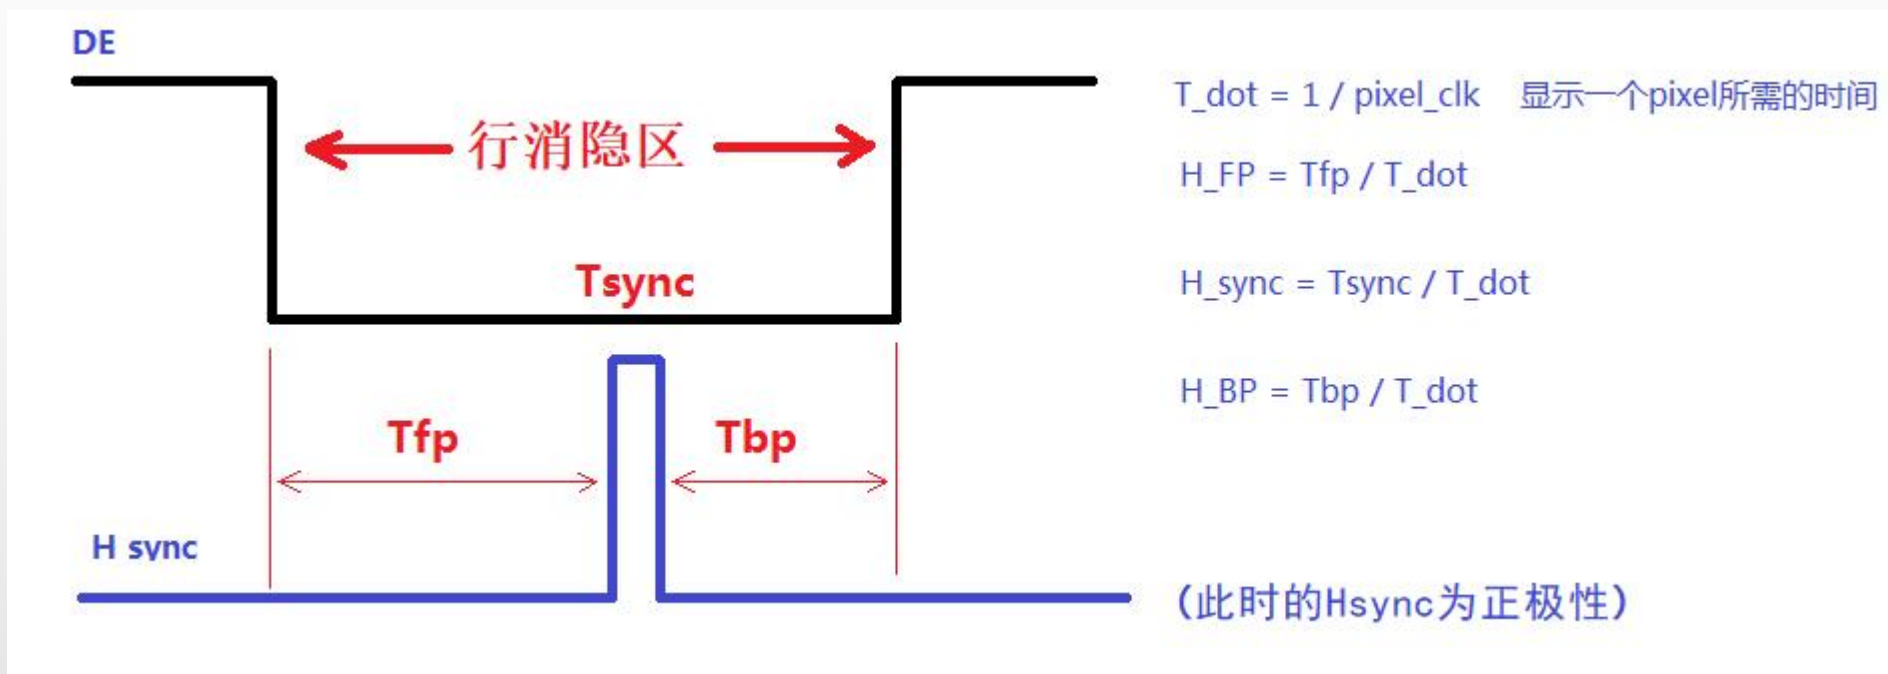 DE
T_dot = 1 / pixel_clk 显示一个pixel所需的时间
行消隐区
H_FP = Tfp / T_dot
Tsync
H_sync = Tsync / T_dot
H_BP = Tbp / T_dot
Tfp
Tbp
H sync
(此时的Hsync为正极性)